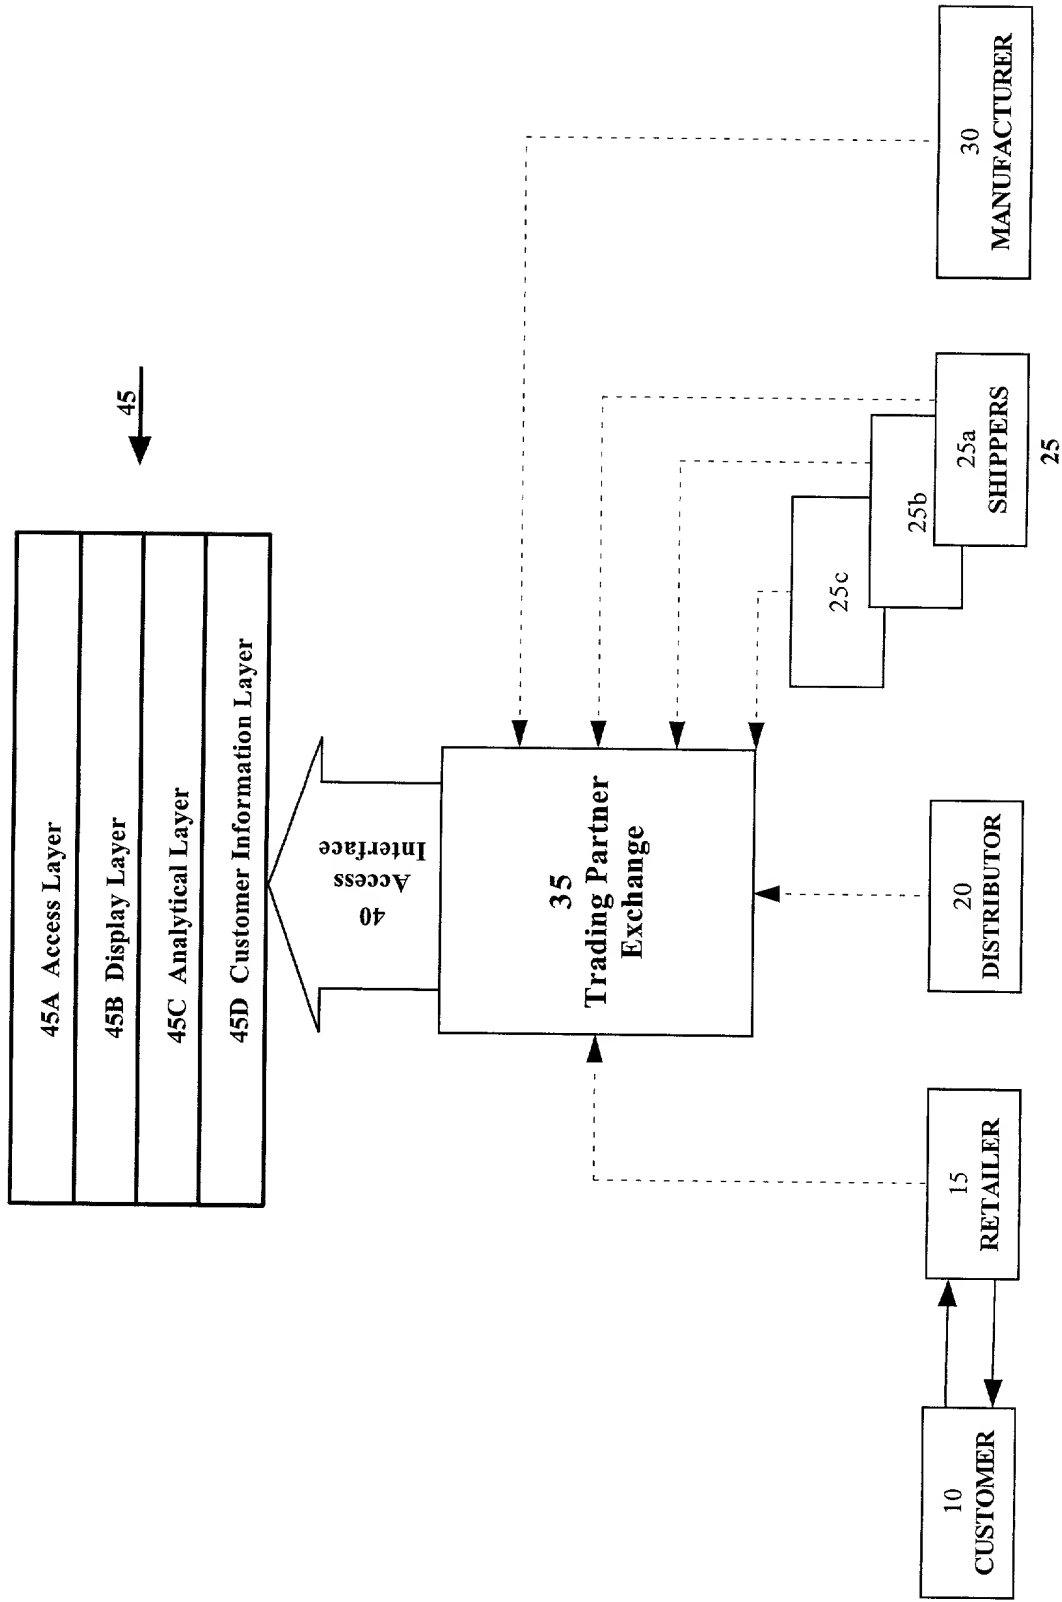 45
45A Access Layer
45B Display Layer
45C Analytical Layer
45D Customer Information Layer
40
Access
Interface
35
Trading Partner
Exchange
10
CUSTOMER
15
RETAILER
20
DISTRIBUTOR
25c
25b
25a
SHIPPERS
25
30
MANUFACTURER